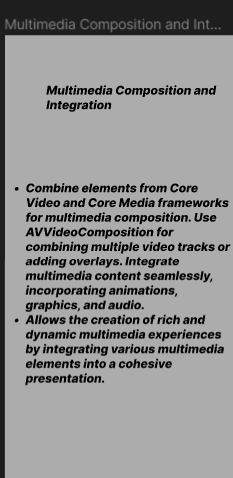 Multimedia Composition and Int...
Multimedia Composition and
Integration
• Combine elements from Core
Video and Core Media frameworks
for multimedia composition. Use
AVVideoComposition for
combining multiple video tracks or
adding overlays. Integrate
multimedia content seamlessly,
incorporating animations,
graphics, and audio.
• Allows the creation of rich and
dynamic multimedia experiences
by integrating various multimedia
elements into a cohesive
presentation.